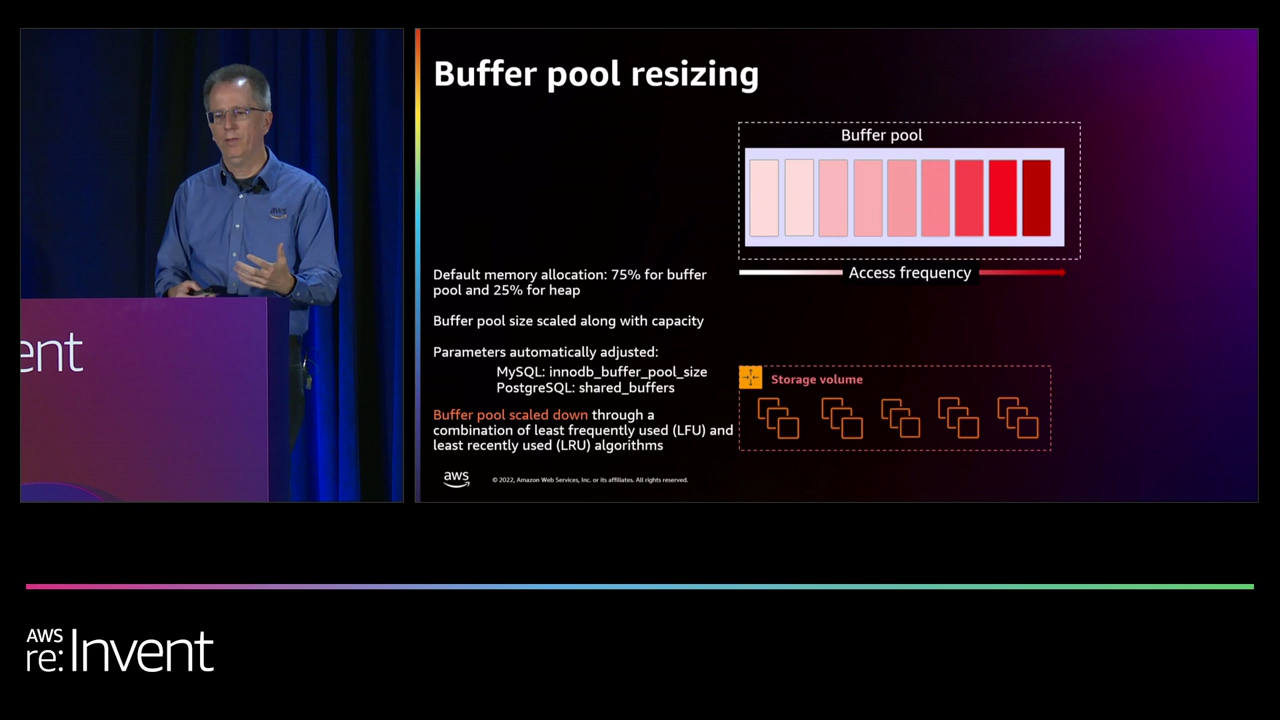 ent
aws
Buffer pool resizing
Buffer pool
Access frequency
Default memory allocation: 75% for buffer
pool and 25% for heap
Buffer pool size scaled along with capacity
Parameters automatically adjusted:
MySQL: innodb_buffer_pool_size
PostgreSQL: shared_buffers
Buffer pool scaled down through a
combination of least frequently used (LFU) and
least recently used (LRU) algorithms
Storage volume
aws
© 2022, Amazon Web Services, Inc. or its affiliates. All rights reserved.
AWS
re:Invent